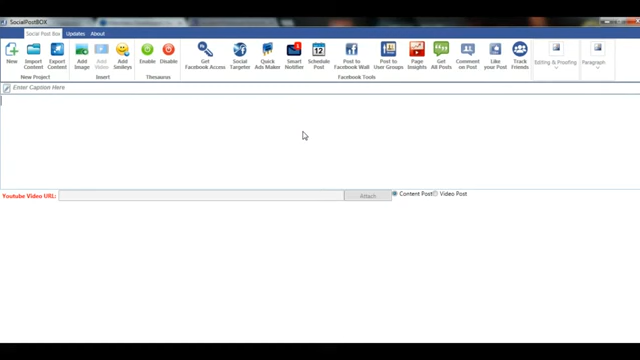 SocialPostBOX
Social Post Box Updates About
New Import Content Export Content Add Image Add Video Add Smileys Enable Disable Get Facebook Access Social Targeter Quick Ads Maker Smart Notifier Schedule Post Post to Facebook Wall Post to User Groups Page Insights Get All Posts Comment on Post Like your Post Track Friends Editing & Proofing Paragraph
12
New Project Insert Thesaurus Facebook Tools
Enter Caption Here
Youtube Video URL: Attach Content Post Video Post